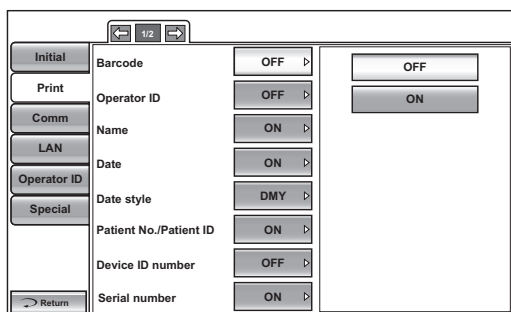 1/2
Initial
Print
Comm
LAN
Operator ID
Special
Return
Barcode OFF
Operator ID OFF
Name ON
Date ON
Date style DMY
Patient No./Patient ID ON
Device ID number OFF
Serial number ON
OFF
ON